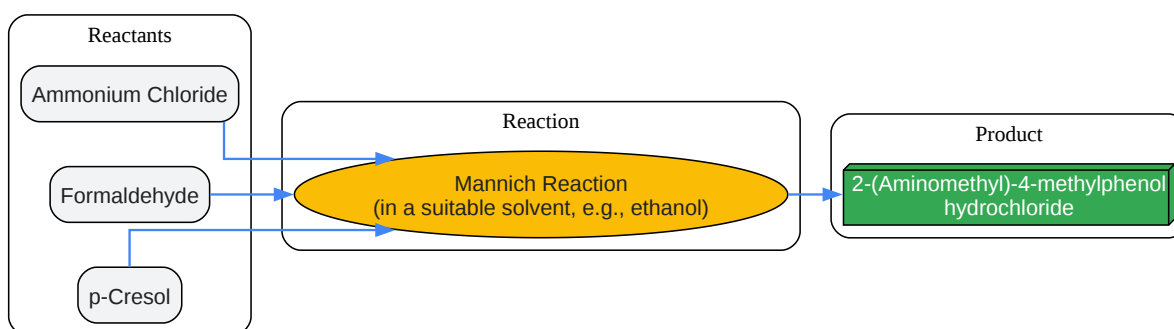 Reactants
Ammonium Chloride
Formaldehyde
p-Cresol
Reaction
Mannich Reaction
(in a suitable solvent, e.g., ethanol)
Product
2-(Aminomethyl)-4-methylphenol
hydrochloride